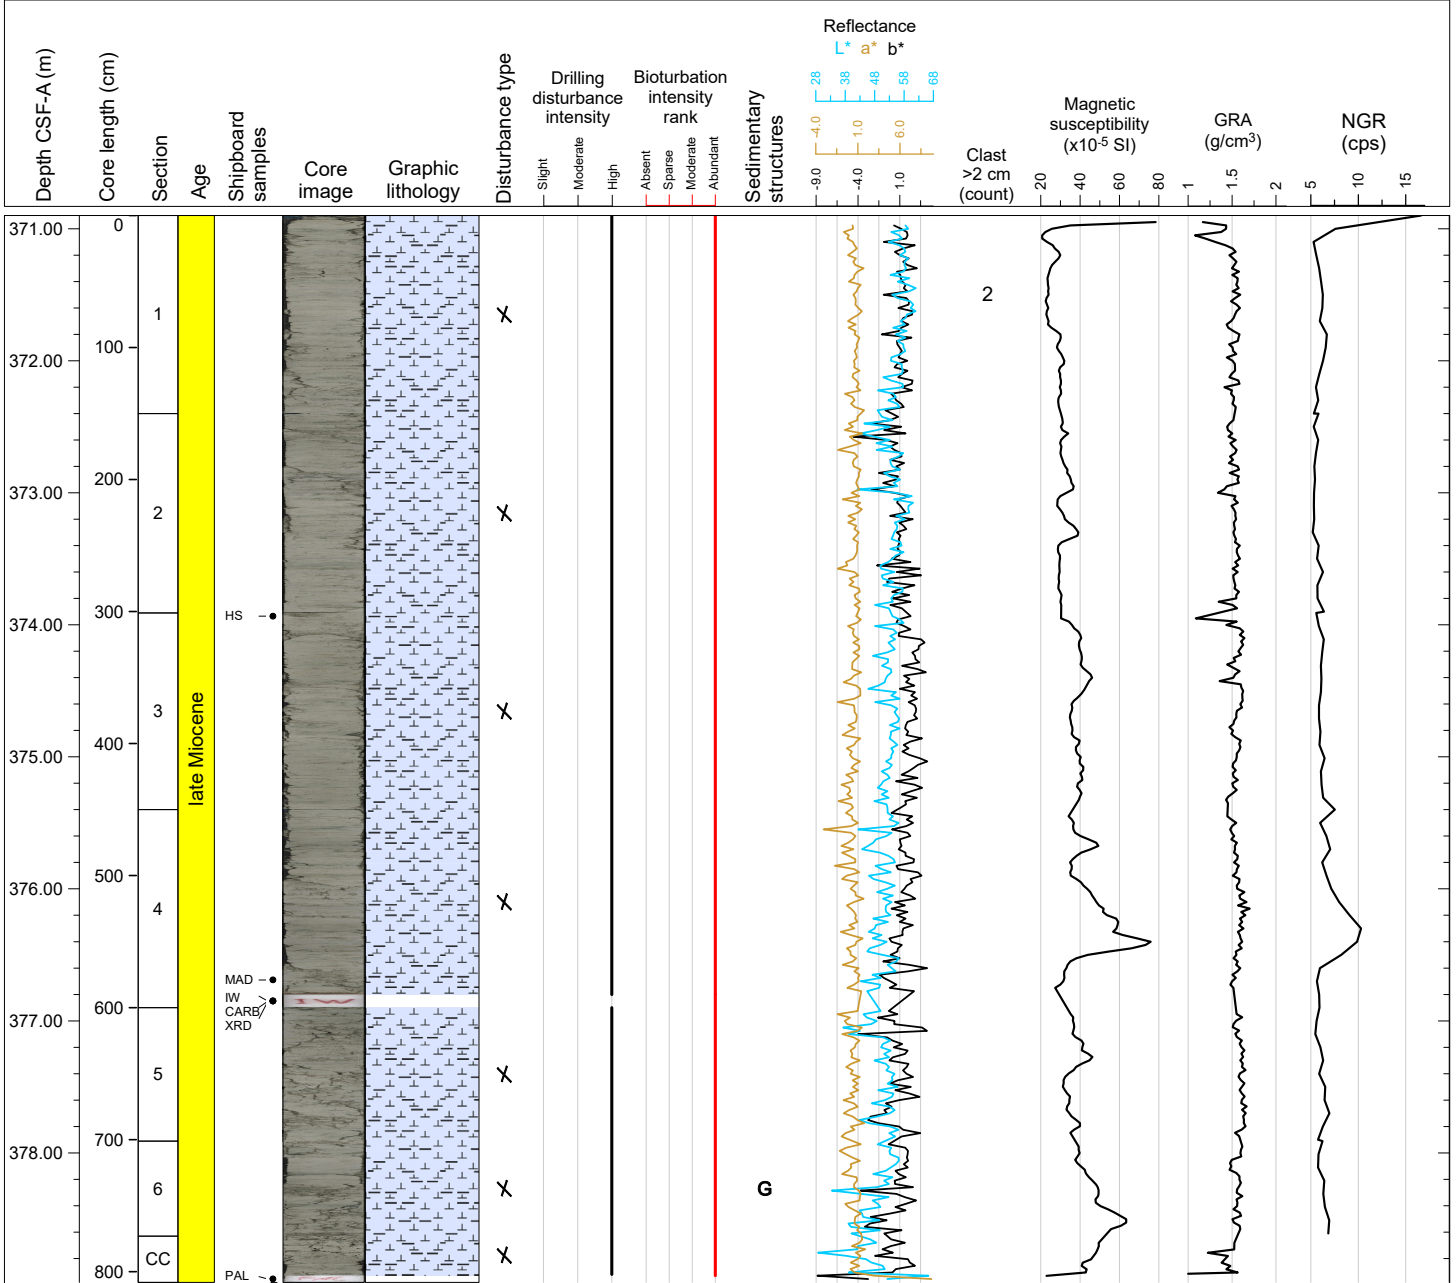 Depth CSF-A (m)
Core length (cm)
Section
Age
Shipboard
samples
Core
image
Graphic
lithology
Disturbance type
Drilling
disturbance
intensity
Slight
Moderate
High
Bioturbation
intensity
rank
Absent
Sparse
Moderate
Abundant
Sedimentary
structures
Reflectance
L* a* b*
28 38 48 58 68
-4.0 1.0 6.0
-9.0 -4.0 1.0
Clast
>2 cm
(count)
Magnetic
susceptibility
(x10-5 SI)
20 40 60 80
GRA
(g/cm3)
1 1.5 2
NGR
(cps)
5 10 15
371.00
0
2
1
100
372.00
200
373.00
2
HS
300
374.00
3
late Miocene
400
375.00
500
376.00
4
MAD
IW
I W
CARB
XRD
600
377.00
5
700
378.00
6
G
CC
800
PAL